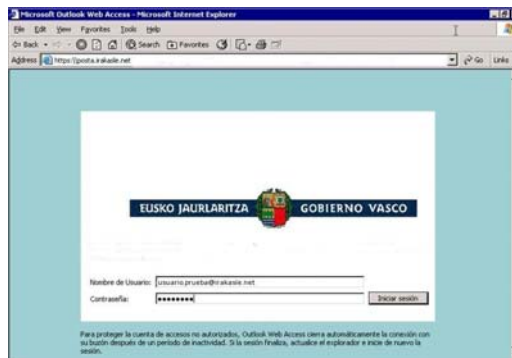 Microsoft Outlook Web Access - Microsoft Internet Explorer
File Edit View Favorites Tools Help
Back Search Favorites
Address https://posta.irakasle.net Go Links
EUSKO JAURLARITZA GOBIERNO VASCO
Nombre de Usuario: usuario.prueba@irakasle.net
Contraseña: ●●●●●●●● Iniciar sesión
Para proteger la cuenta de accesos no autorizados, Outlook Web Access cierra automáticamente la conexión con
su buzón después de un período de inactividad. Si la sesión finaliza, actualice el explorador e inicie de nuevo la
sesión.